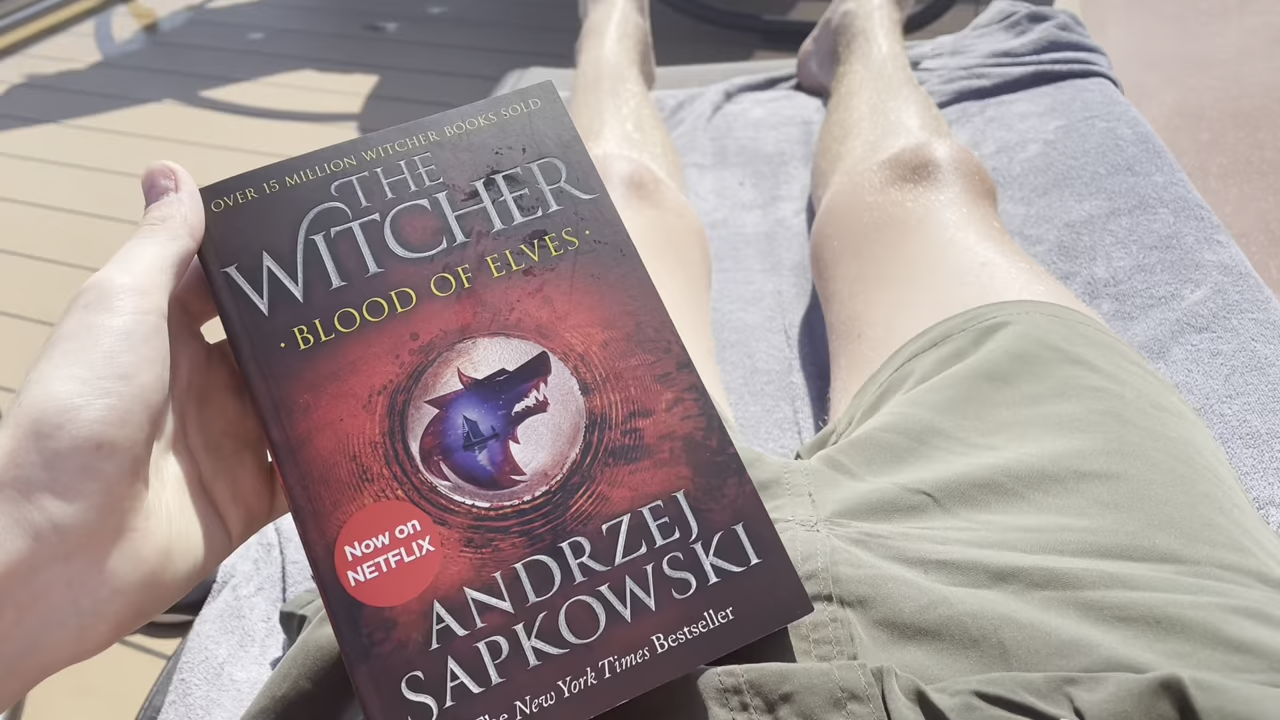 OVER 15 MILLION WITCHER BOOKS SOLD
THE
WITCHER
·BLOOD OF ELVES·
Now on
NETFLIX
ANDRZEJ
SAPKOWSKI
The New York Times Bestseller